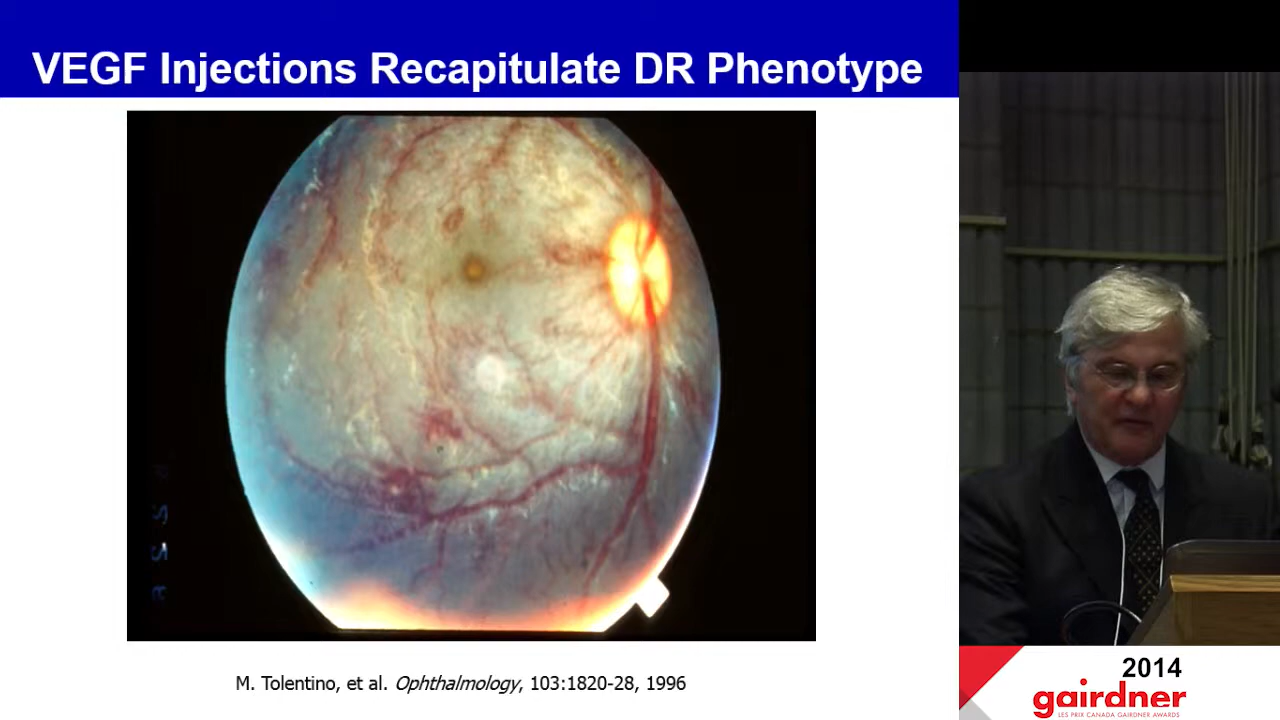 VEGF Injections Recapitulate DR Phenotype
M. Tolentino, et al. Ophthalmology, 103:1820-28, 1996
2014
gairdner
LES PRIX CANADA GAIRDNER AWARDS